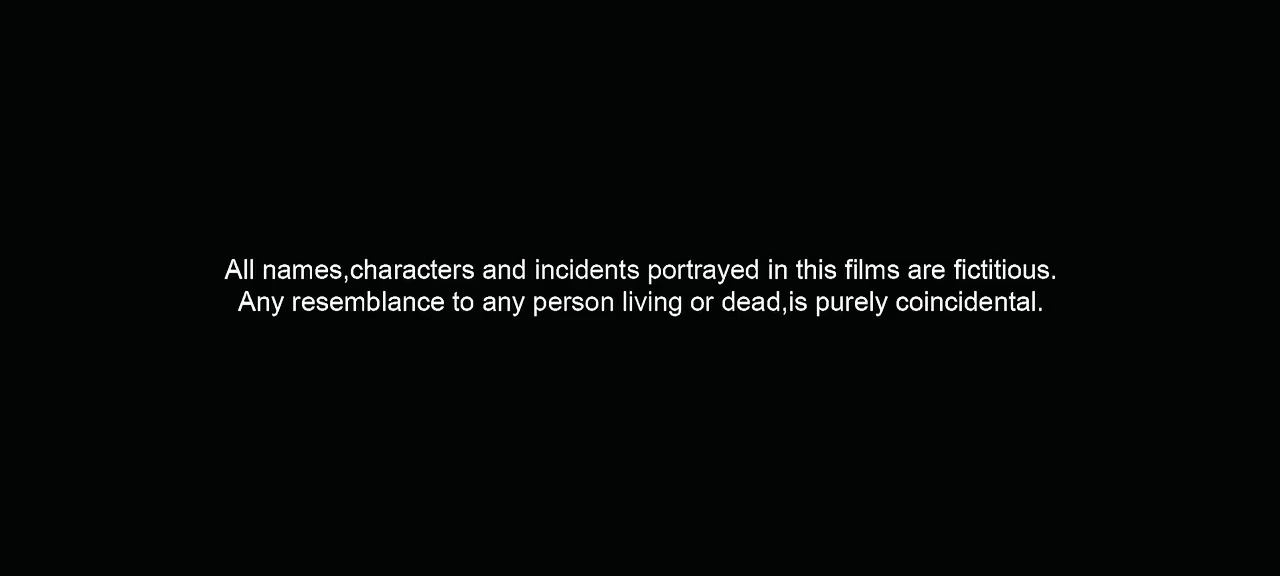 All names,characters and incidents portrayed in this films are fictitious.
Any resemblance to any person living or dead,is purely coincidental.